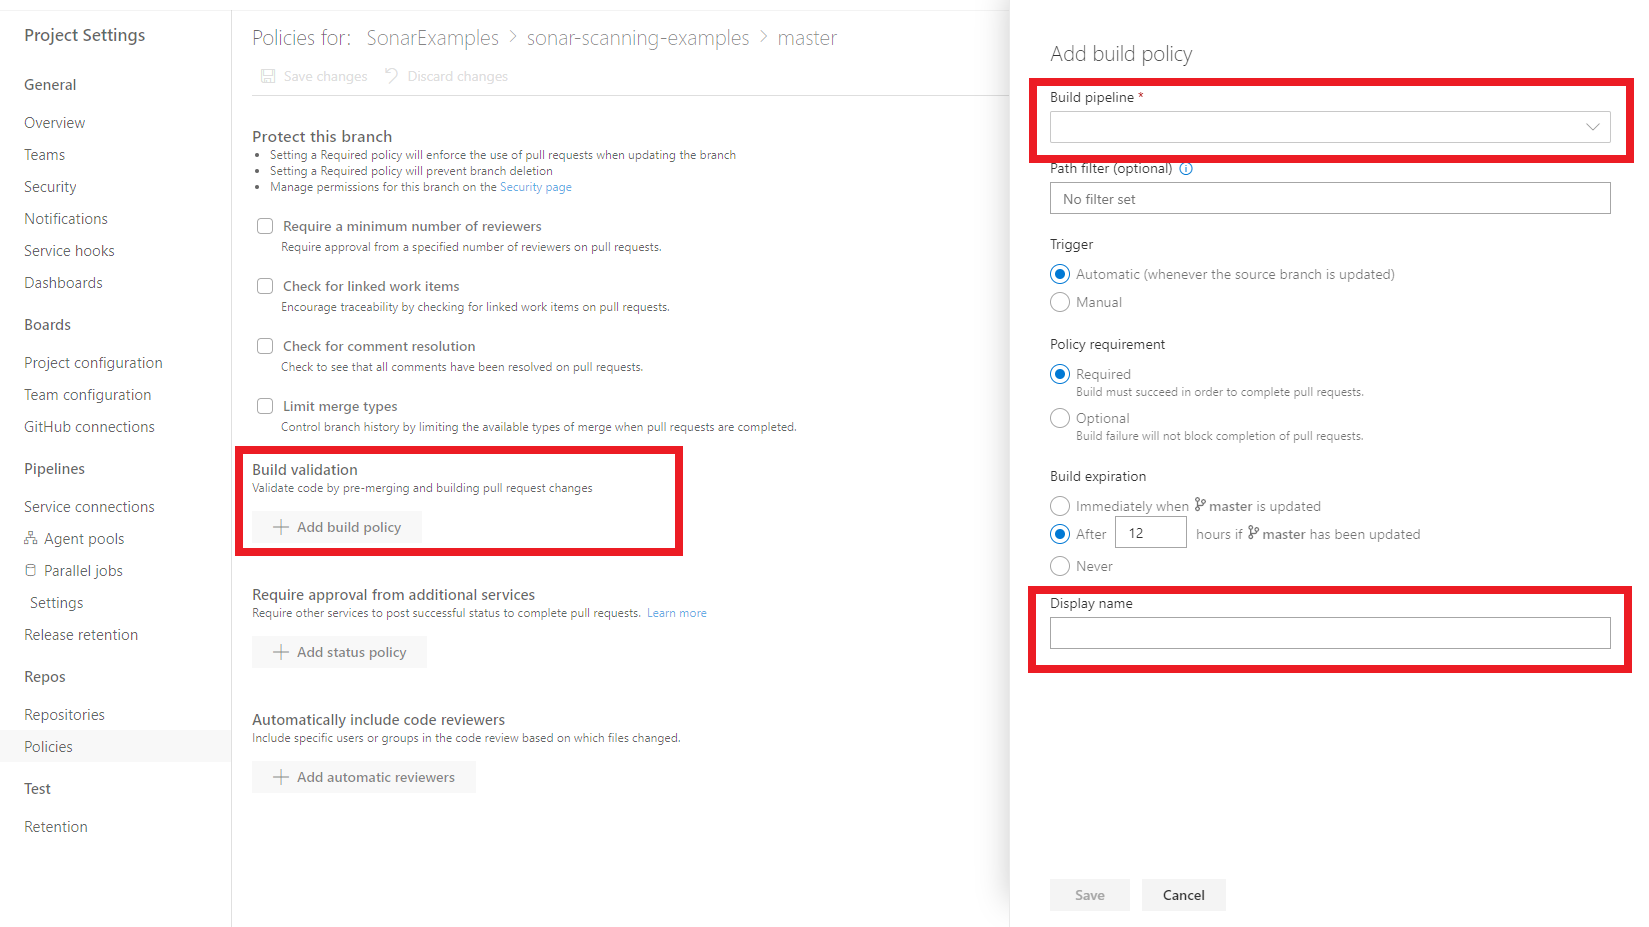 Project Settings
General
Overview
Teams
Security
Notifications
Service hooks
Dashboards
Boards
Project configuration
Team configuration
GitHub connections
Pipelines
Service connections
Agent pools
Parallel jobs
Settings
Release retention
Repos
Repositories
Policies
Test
Retention
Policies for: SonarExamples > sonar-scanning-examples > master
Save changes Discard changes
Protect this branch
• Setting a Required policy will enforce the use of pull requests when updating the branch
• Setting a Required policy will prevent branch deletion
• Manage permissions for this branch on the Security page
Require a minimum number of reviewers
Require approval from a specified number of reviewers on pull requests.
Check for linked work items
Encourage traceability by checking for linked work items on pull requests.
Check for comment resolution
Check to see that all comments have been resolved on pull requests.
Limit merge types
Control branch history by limiting the available types of merge when pull requests are completed.
Build validation
Validate code by pre-merging and building pull request changes
+ Add build policy
Require approval from additional services
Require other services to post successful status to complete pull requests. Learn more
+ Add status policy
Automatically include code reviewers
Include specific users or groups in the code review based on which files changed.
+ Add automatic reviewers
Add build policy
Build pipeline *
Path filter (optional)
No filter set
Trigger
Automatic (whenever the source branch is updated)
Manual
Policy requirement
Required
Build must succeed in order to complete pull requests.
Optional
Build failure will not block completion of pull requests.
Build expiration
Immediately when master is updated
After 12 hours if master has been updated
Never
Display name
Save Cancel